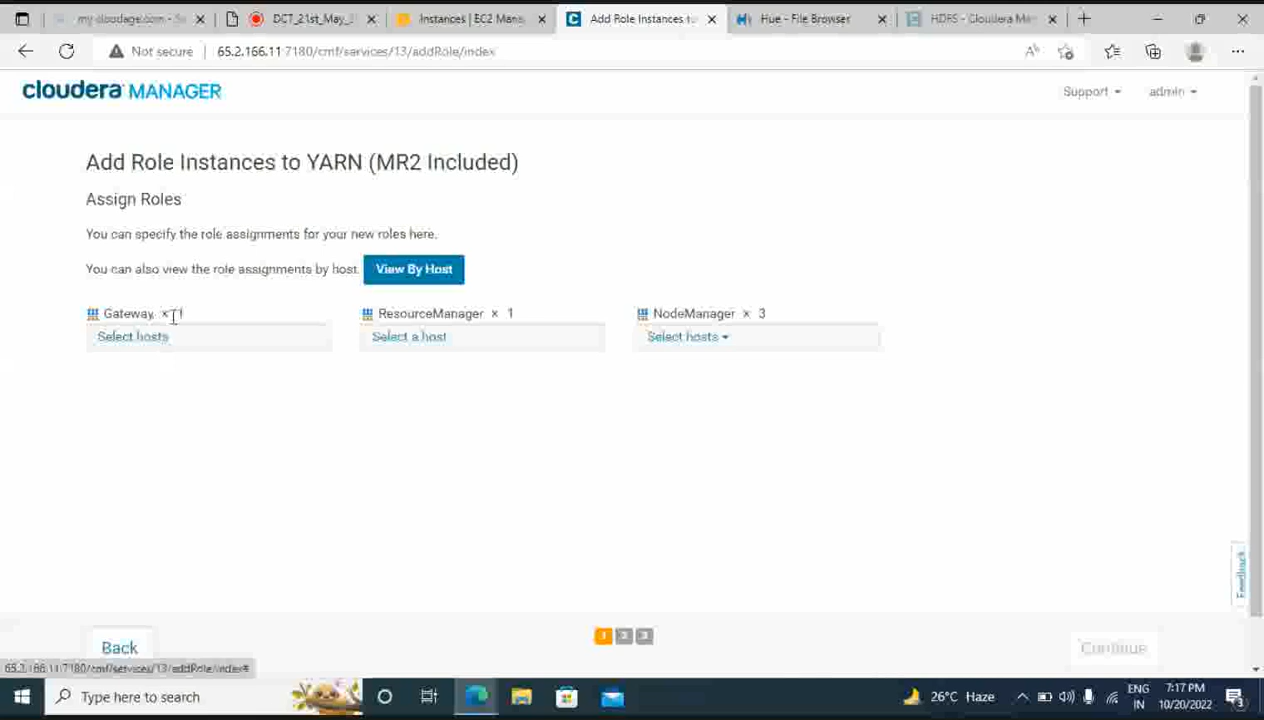 DCT_21st_May_
Instances | EC2 Mana
Add Role Instances to
Hue - File Browser
HDFS - Cloudera Ma
Not secure
65.2.166.11:7180/cmf/services/13/addRole/index
cloudera MANAGER
Support
admin
Add Role Instances to YARN (MR2 Included)
Assign Roles
You can specify the role assignments for your new roles here.
You can also view the role assignments by host.
View By Host
Gateway × 1
ResourceManager × 1
NodeManager × 3
Select hosts
Select a host
Select hosts
Feedback
Back
1 2 3
Continue
65.2.166.11:7180/cmf/services/13/addRole/index#
Type here to search
26°C Haze
ENG
IN
7:17 PM
10/20/2022